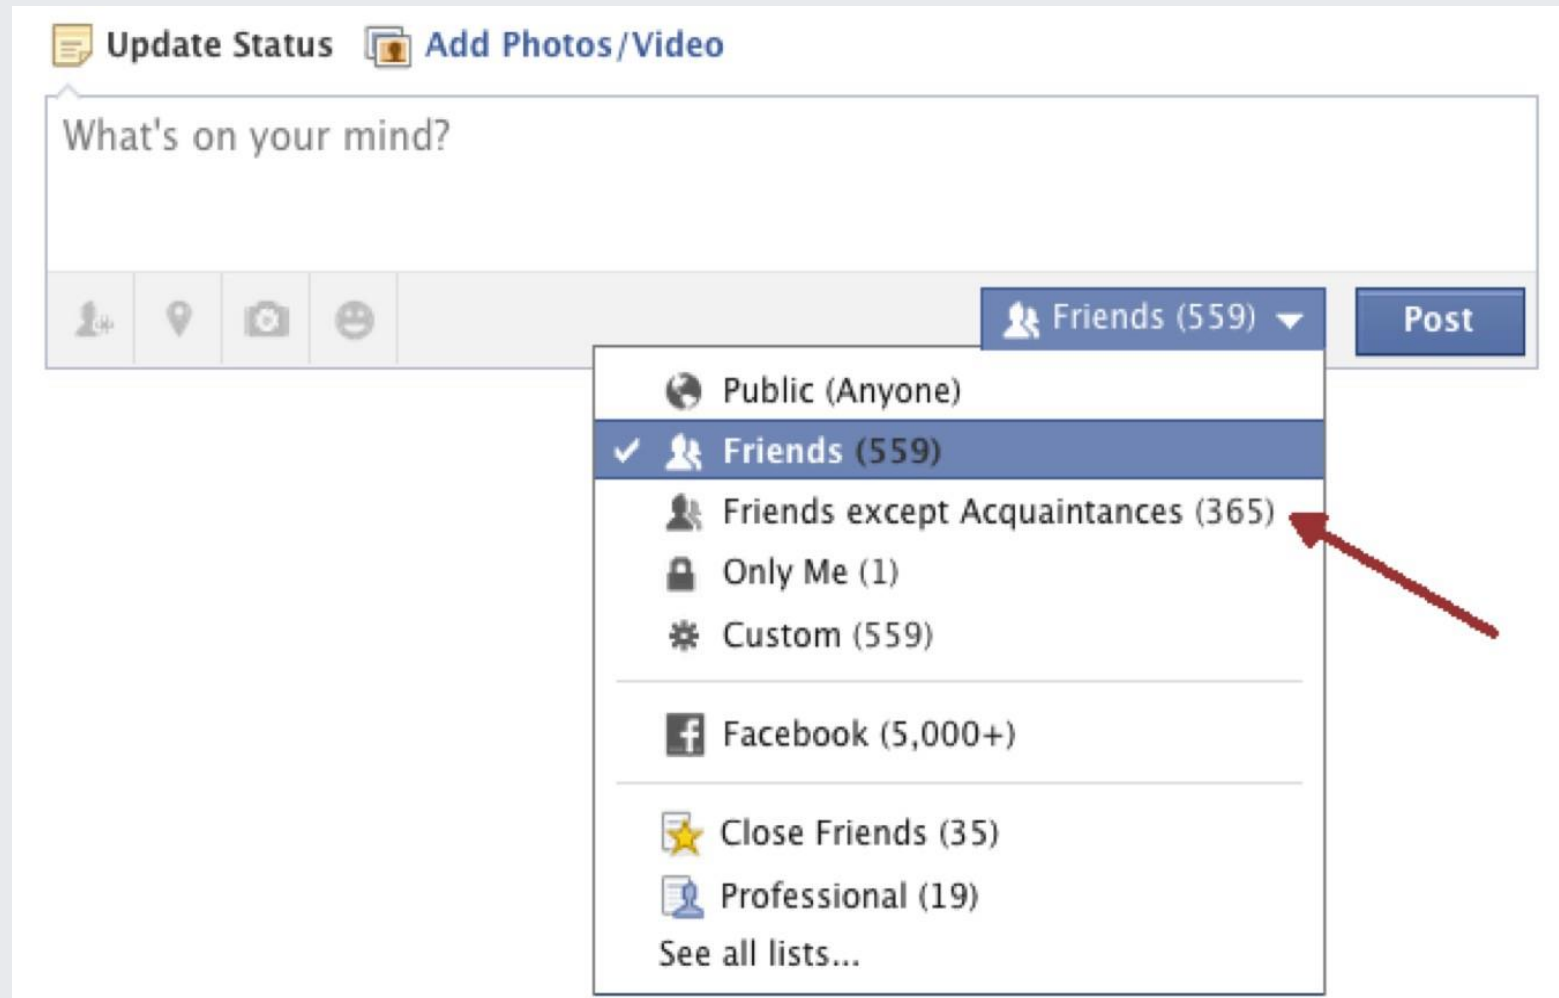 Update Status Add Photos/Video
What's on your mind?
Friends (559) Post
Public (Anyone)
Friends (559)
Friends except Acquaintances (365)
Only Me (1)
Custom (559)
Facebook (5,000+)
Close Friends (35)
Professional (19)
See all lists...